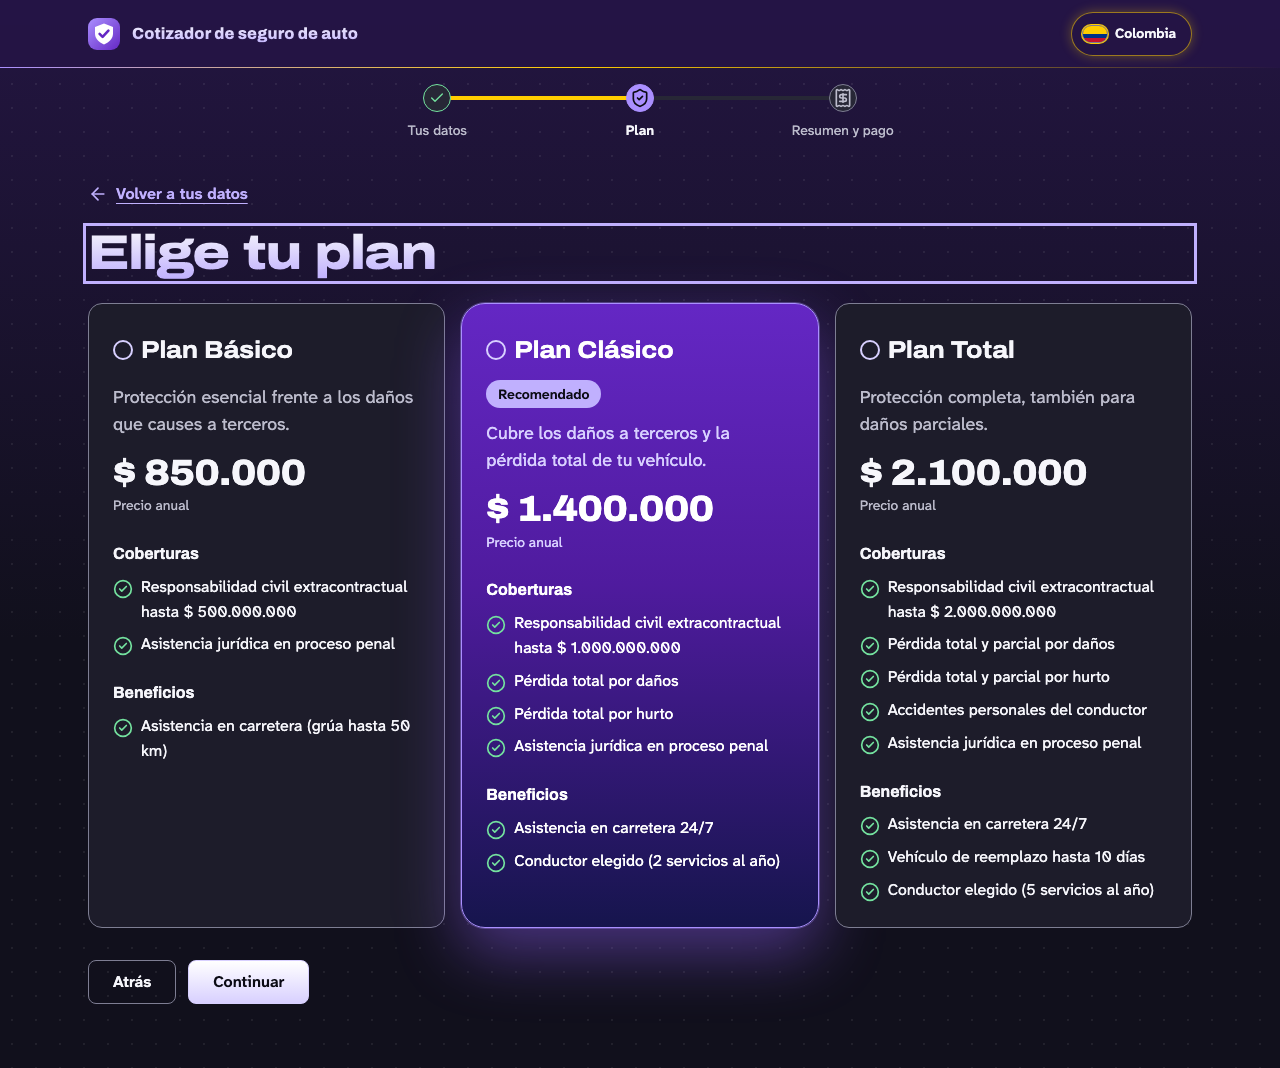 Cotizador de seguro de auto
Colombia
Tus datos
Plan
Resumen y pago
Volver a tus datos
Elige tu plan
Plan Básico
Protección esencial frente a los daños
que causes a terceros.
$ 850.000
Precio anual
Coberturas
Responsabilidad civil extracontractual
hasta $ 500.000.000
Asistencia jurídica en proceso penal
Beneficios
Asistencia en carretera (grúa hasta 50
km)
Plan Clásico
Recomendado
Cubre los daños a terceros y la
pérdida total de tu vehículo.
$ 1.400.000
Precio anual
Coberturas
Responsabilidad civil extracontractual
hasta $ 1.000.000.000
Pérdida total por daños
Pérdida total por hurto
Asistencia jurídica en proceso penal
Beneficios
Asistencia en carretera 24/7
Conductor elegido (2 servicios al año)
Plan Total
Protección completa, también para
daños parciales.
$ 2.100.000
Precio anual
Coberturas
Responsabilidad civil extracontractual
hasta $ 2.000.000.000
Pérdida total y parcial por daños
Pérdida total y parcial por hurto
Accidentes personales del conductor
Asistencia jurídica en proceso penal
Beneficios
Asistencia en carretera 24/7
Vehículo de reemplazo hasta 10 días
Conductor elegido (5 servicios al año)
Atrás
Continuar